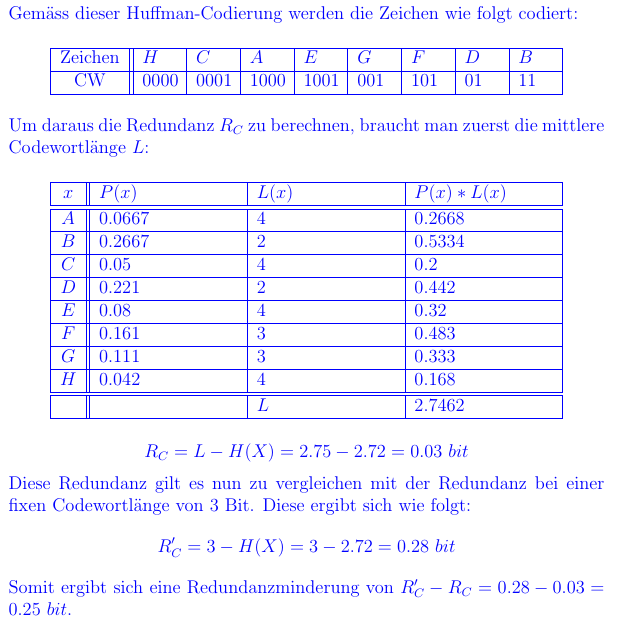 Gemäss dieser Huffman-Codierung werden die Zeichen wie folgt codiert:
Zeichen H C A E G F D B
CW 0000 0001 1000 1001 001 101 01 11
Um daraus die Redundanz R_C zu berechnen, braucht man zuerst die mittlere
Codewortlänge L:
x P(x) L(x) P(x) ∗ L(x)
A 0.0667 4 0.2668
B 0.2667 2 0.5334
C 0.05 4 0.2
D 0.221 2 0.442
E 0.08 4 0.32
F 0.161 3 0.483
G 0.111 3 0.333
H 0.042 4 0.168
L 2.7462
R_C = L − H(X) = 2.75 − 2.72 = 0.03 bit
Diese Redundanz gilt es nun zu vergleichen mit der Redundanz bei einer
fixen Codewortlänge von 3 Bit. Diese ergibt sich wie folgt:
R′_C = 3 − H(X) = 3 − 2.72 = 0.28 bit
Somit ergibt sich eine Redundanzminderung von R′_C − R_C = 0.28 − 0.03 =
0.25 bit.